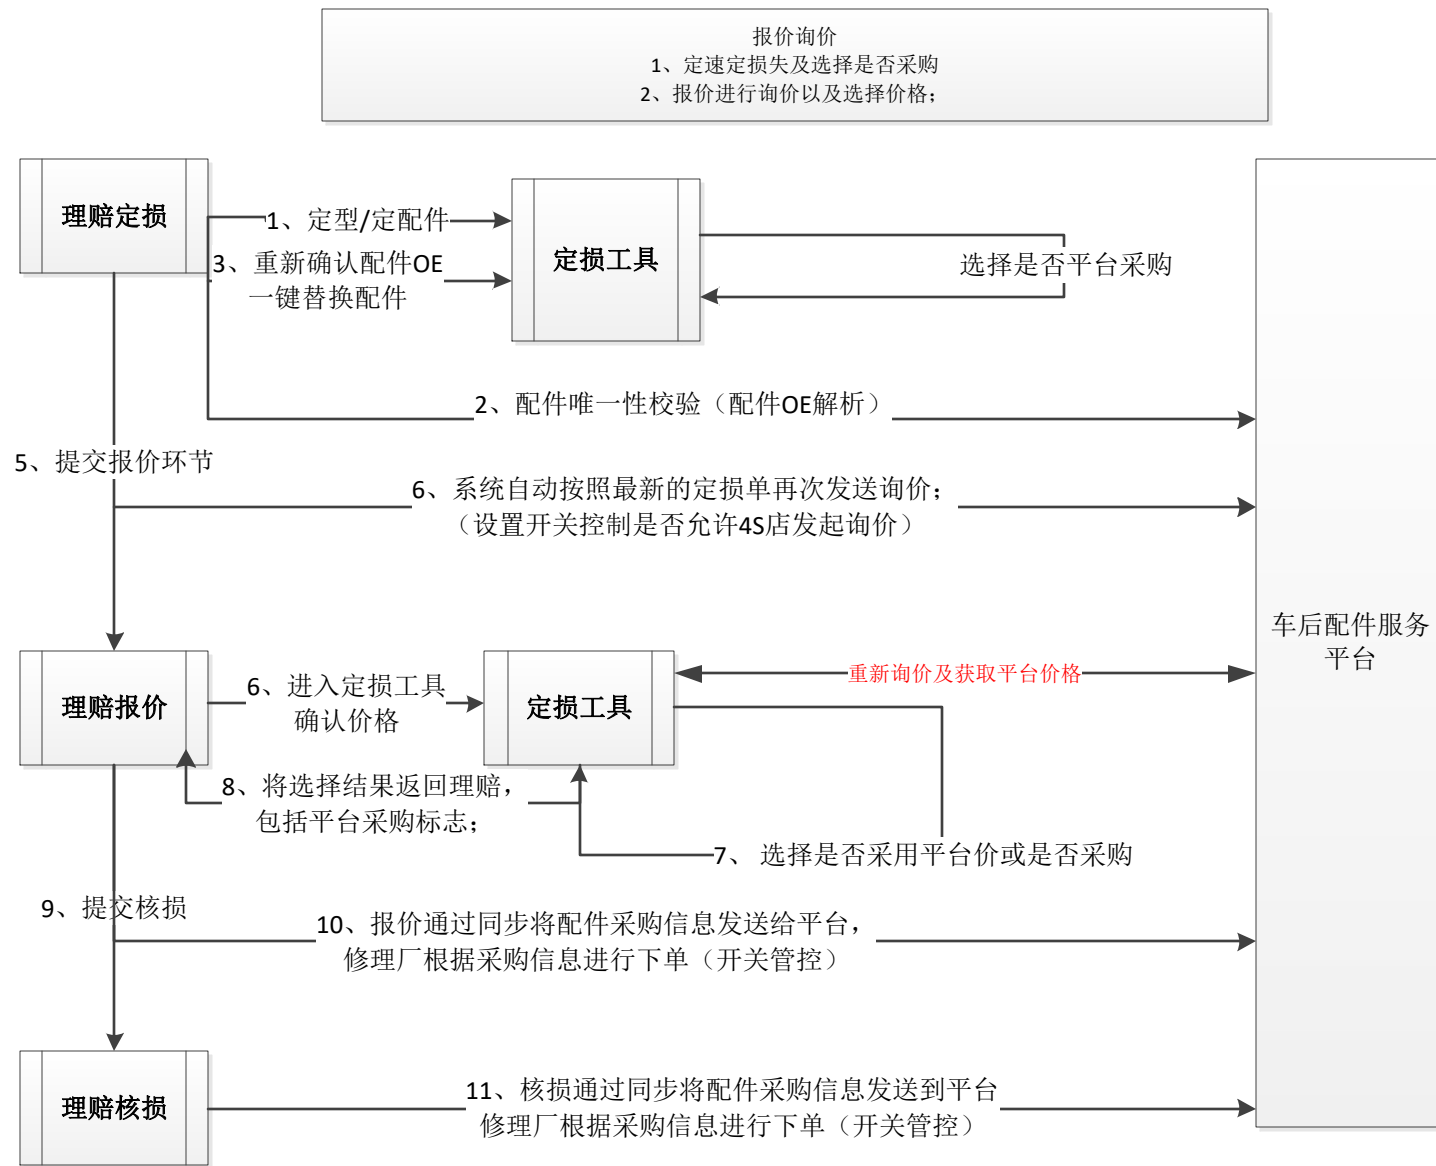 报价询价
1、定速定损失及选择是否采购
2、报价进行询价以及选择价格；
理赔定损
1、定型/定配件
3、重新确认配件OE
一键替换配件
定损工具
选择是否平台采购
2、配件唯一性校验（配件OE解析）
5、提交报价环节
6、系统自动按照最新的定损单再次发送询价；
（设置开关控制是否允许4S店发起询价）
车后配件服务
平台
理赔报价
6、进入定损工具
确认价格
定损工具
重新询价及获取平台价格
8、将选择结果返回理赔，
包括平台采购标志；
7、 选择是否采用平台价或是否采购
9、提交核损
10、报价通过同步将配件采购信息发送给平台，
修理厂根据采购信息进行下单（开关管控）
理赔核损
11、核损通过同步将配件采购信息发送到平台
修理厂根据采购信息进行下单（开关管控）